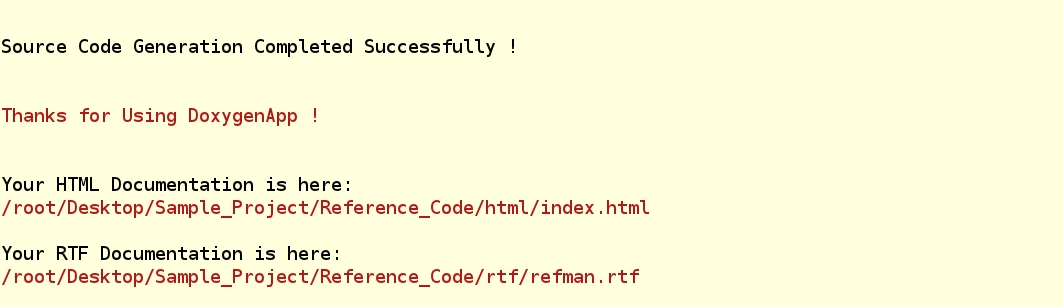 Source Code Generation Completed Successfully !
Thanks for Using DoxygenApp !
Your HTML Documentation is here:
/root/Desktop/Sample_Project/Reference_Code/html/index.html
Your RTF Documentation is here:
/root/Desktop/Sample_Project/Reference_Code/rtf/refman.rtf